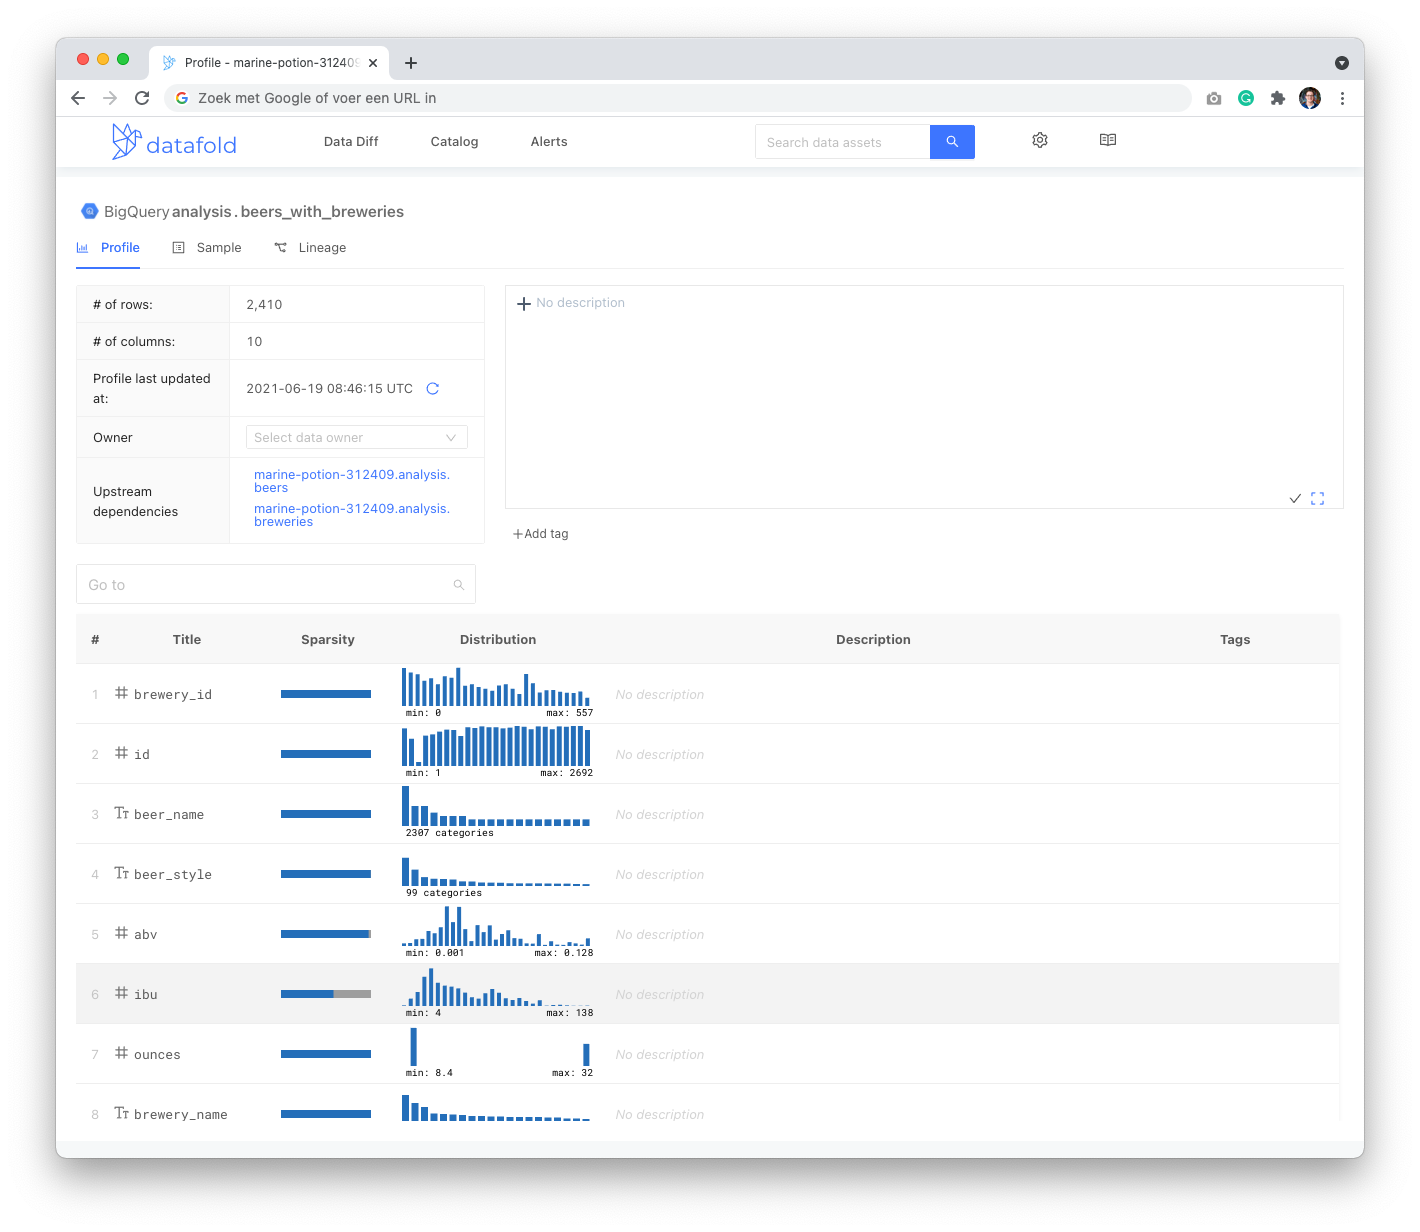 Profile - marine-potion-312409
Zoek met Google of voer een URL in
datafold Data Diff Catalog Alerts Search data assets
BigQuery analysis.beers_with_breweries
Profile Sample Lineage
# of rows: 2,410
# of columns: 10
Profile last updated at: 2021-06-19 08:46:15 UTC
Owner Select data owner
Upstream dependencies
marine-potion-312409.analysis.
beers
marine-potion-312409.analysis.
breweries
No description
Add tag
Go to
# Title Sparsity Distribution Description Tags
1 brewery_id No description
min: 0 max: 557
2 id No description
min: 1 max: 2692
3 Tт beer_name No description
2307 categories
4 Tт beer_style No description
99 categories
5 abv No description
min: 0.001 max: 0.128
6 ibu No description
min: 4 max: 138
7 ounces No description
min: 8.4 max: 32
8 Tт brewery_name No description